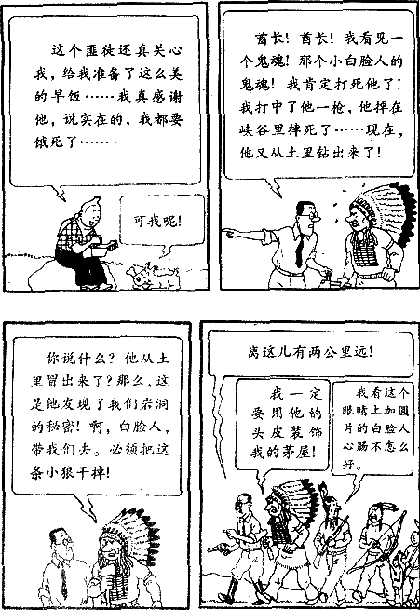 这个匪徒还真关心
我，给我准备了这么美
的早饭……我真感谢
他，说实在的，我都要
饿死了……
可我呢！
酋长！酋长！我看见一
个鬼魂！那个小白脸人的
鬼魂！我肯定打死他了！
我打中了他一枪，他掉在
峡谷里摔死了……现在，
他又从土里钻出来了！
你说什么？他从土
里冒出来了？那么，这
是他发现了我们岩洞
的秘密！啊，白脸人，
带我们去。必须把这
条小狼干掉！
离这儿有两公里远！
我一定
要用他的
头皮装饰
我的茅屋！
我看这个
眼睛上加圆
片的白脸人
心肠不怎么
好。